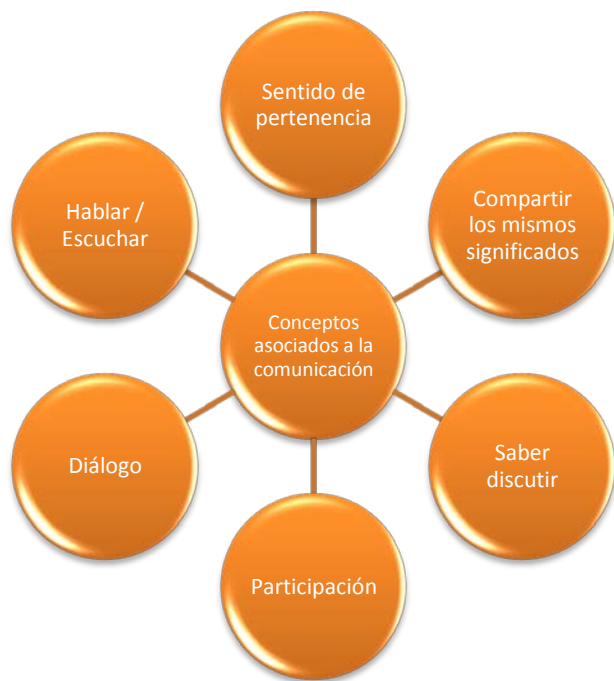 Sentido de
pertenencia
Compartir
los mismos
significados
Hablar /
Escuchar
Conceptos
asociados a la
comunicación
Diálogo
Saber
discutir
Participación